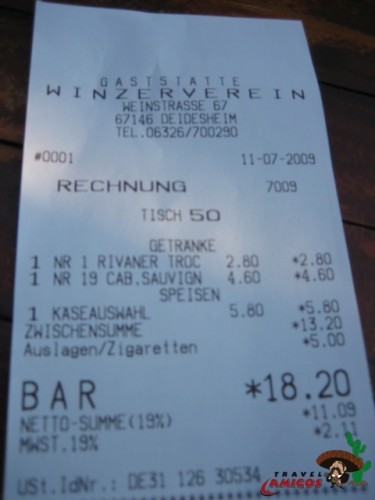 GASTSTATTE
WINZERVEREIN
WEINSTRASSE 67
67146 DEIDESHEIM
TEL.06326/700290
#0001 11-07-2009
RECHNUNG 7009
TISCH 50
GETRANKE
1 NR 1 RIVANER TROC 2.80 *2.80
1 NR 19 CAB.SAUVIGN 4.60 *4.60
SPEISEN
1 KASEAUSWAHL 5.80 *5.80
ZWISCHENSUMME *13.20
Auslagen/Zigaretten *5.00
BAR *18.20
NETTO-SUMME(19%) *11.09
MWST.19% *2.11
USt.IdNr.: DE31 126 30534
TRAVEL
AMIGOS